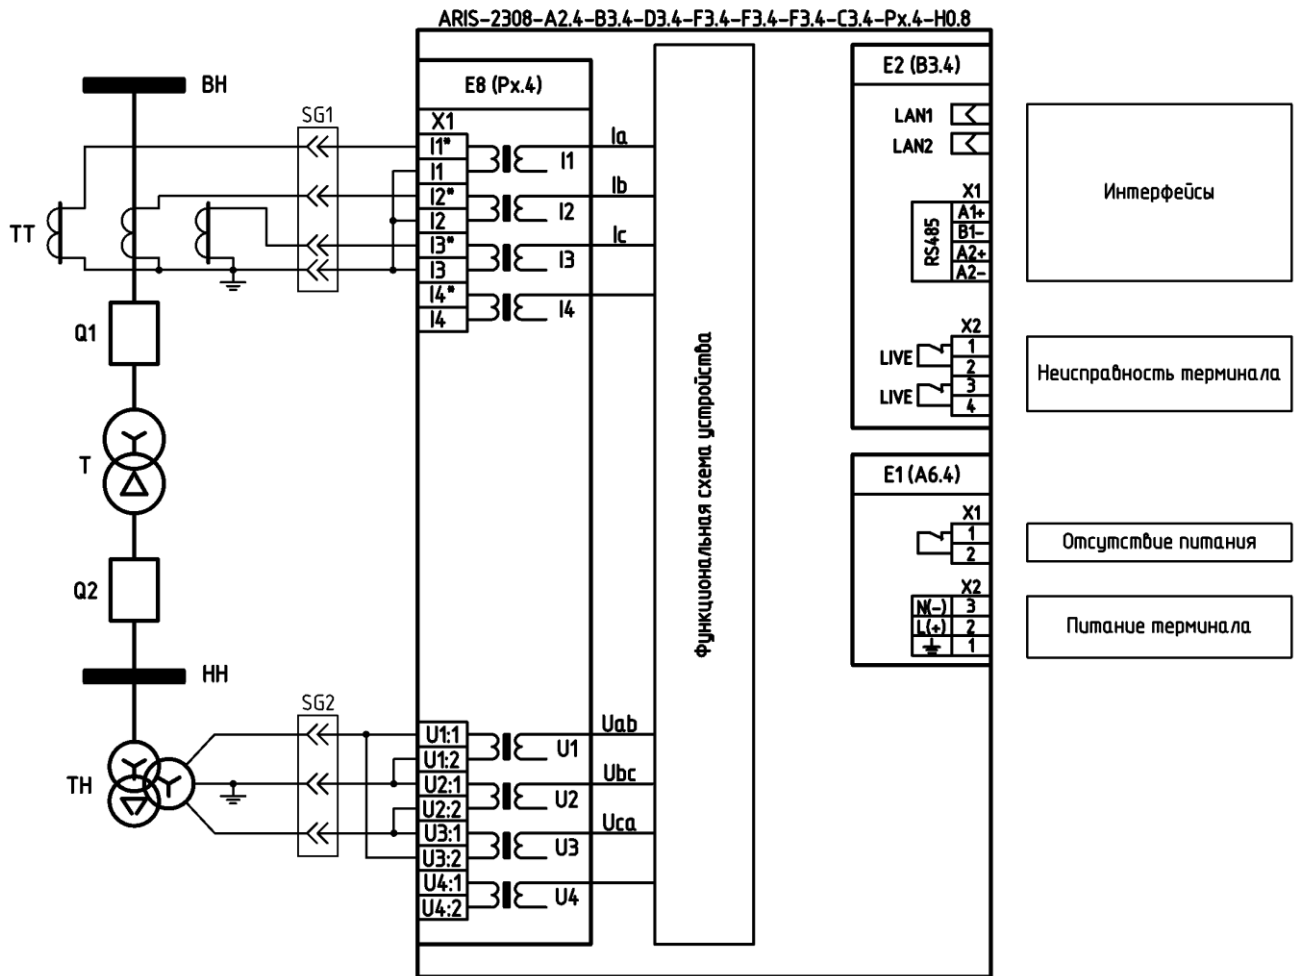 ARIS-2308-A2.4-B3.4-D3.4-F3.4-F3.4-F3.4-C3.4-Px.4-H0.8
ВН
SG1
ТТ
Q1
Т
Q2
НН
SG2
ТН
E8 (Px.4)
X1
I1*
I1
I2*
I2
I3*
I3
I4*
I4
I1
I2
I3
I4
Ia
Ib
Ic
U1:1
U1:2
U2:1
U2:2
U3:1
U3:2
U4:1
U4:2
U1
U2
U3
U4
Uab
Ubc
Uca
Функциональная схема устройства
E2 (B3.4)
LAN1
LAN2
X1
RS485
A1+
B1-
A2+
A2-
X2
LIVE
1
2
LIVE
3
4
E1 (A6.4)
X1
1
2
X2
N(-) 3
L(+) 2
1
Интерфейсы
Неисправность терминала
Отсутствие питания
Питание терминала